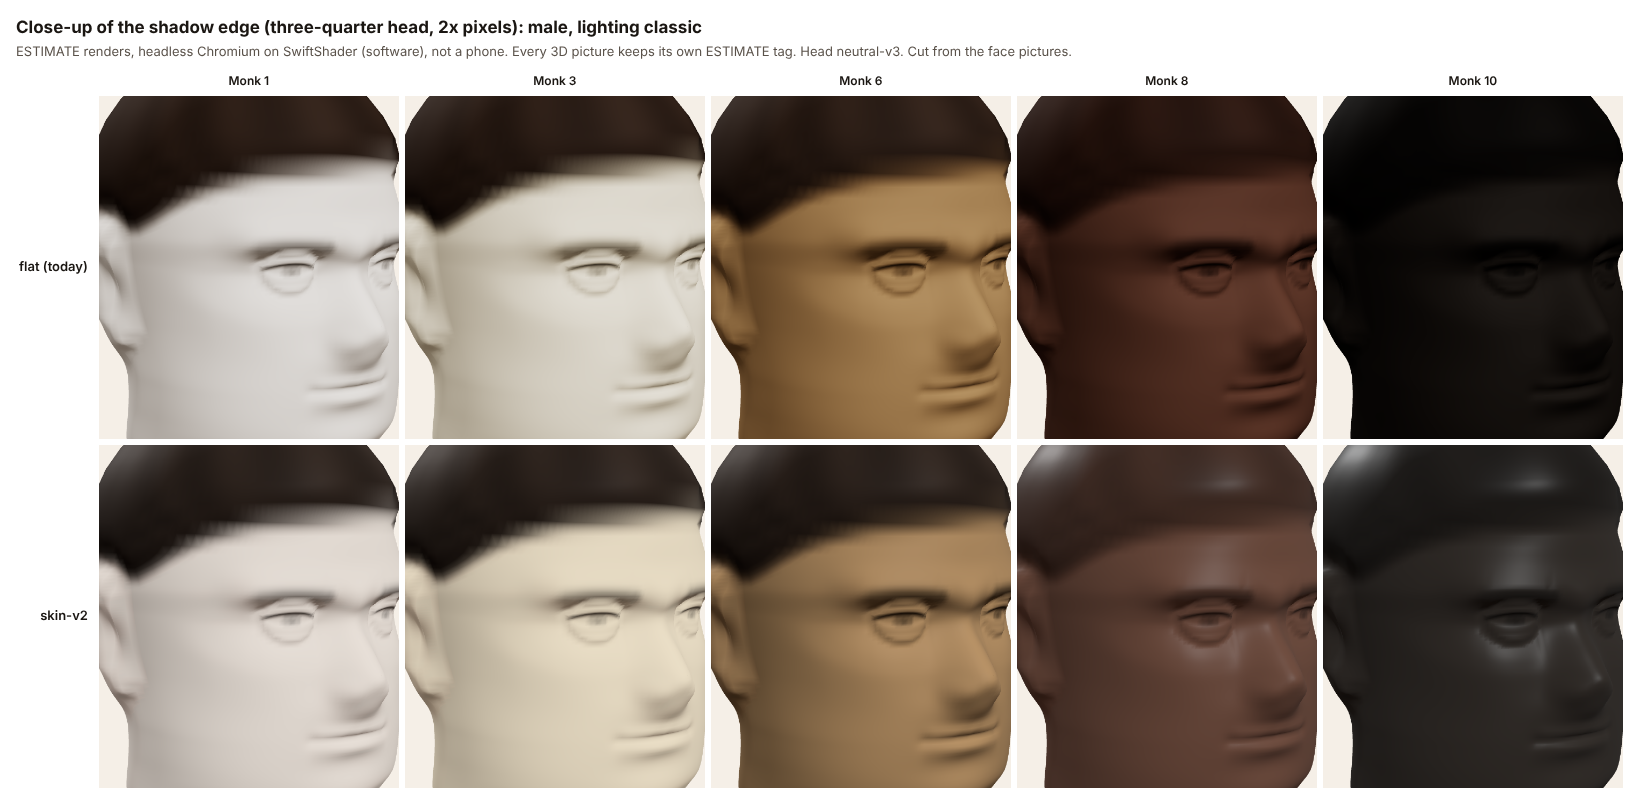 Close-up of the shadow edge (three-quarter head, 2x pixels): male, lighting classic
ESTIMATE renders, headless Chromium on SwiftShader (software), not a phone. Every 3D picture keeps its own ESTIMATE tag. Head neutral-v3. Cut from the face pictures.
Monk 1 Monk 3 Monk 6 Monk 8 Monk 10
flat (today)
skin-v2